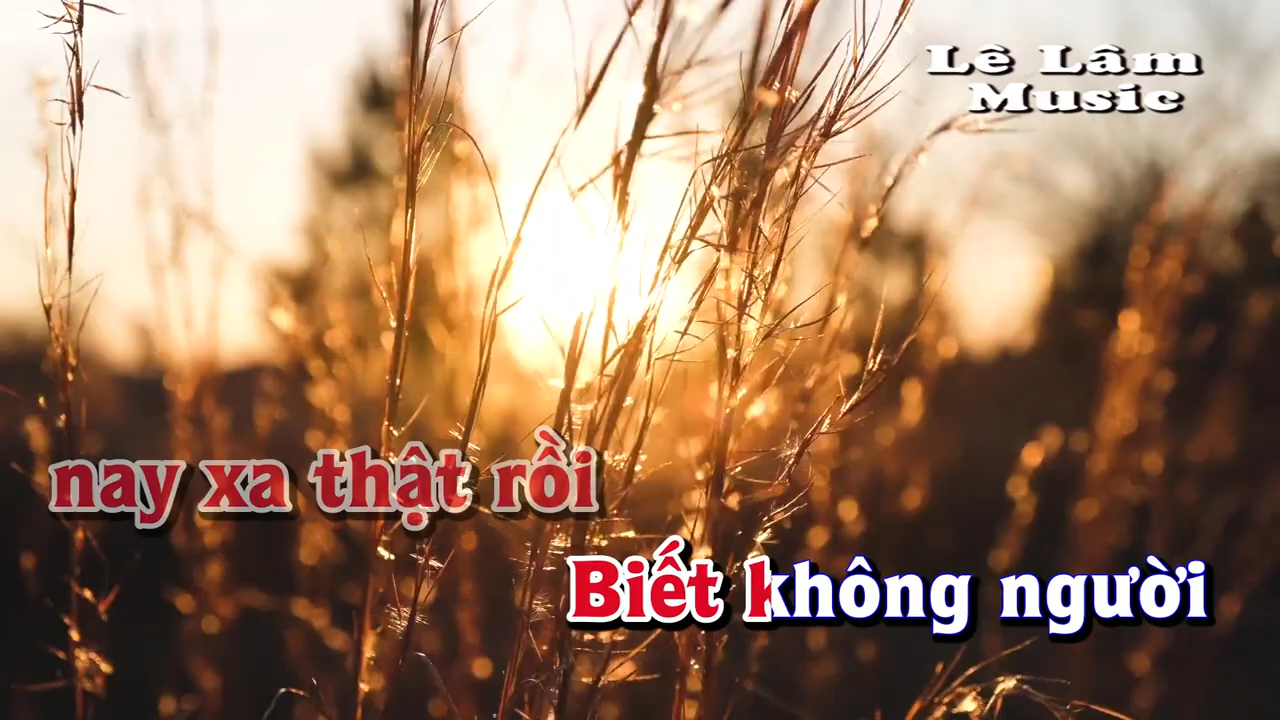 Lê Lâm
Music
nay xa thật rồi
Biết không người